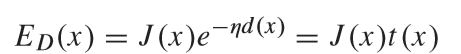 E_D(x) = J(x)e^{−ηd(x)} = J(x)t(x)